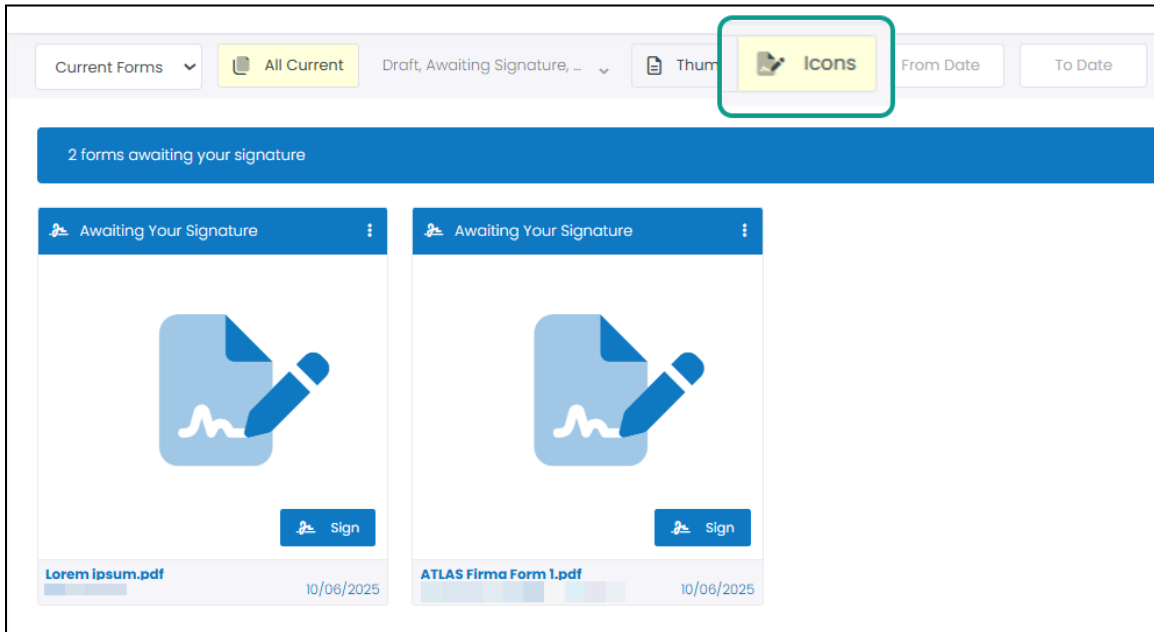 Current Forms
All Current
Draft, Awaiting Signature, ...
Thum
Icons
From Date
To Date
2 forms awaiting your signature
Awaiting Your Signature
Awaiting Your Signature
Sign
Sign
Lorem ipsum.pdf
10/06/2025
ATLAS Firma Form 1.pdf
10/06/2025